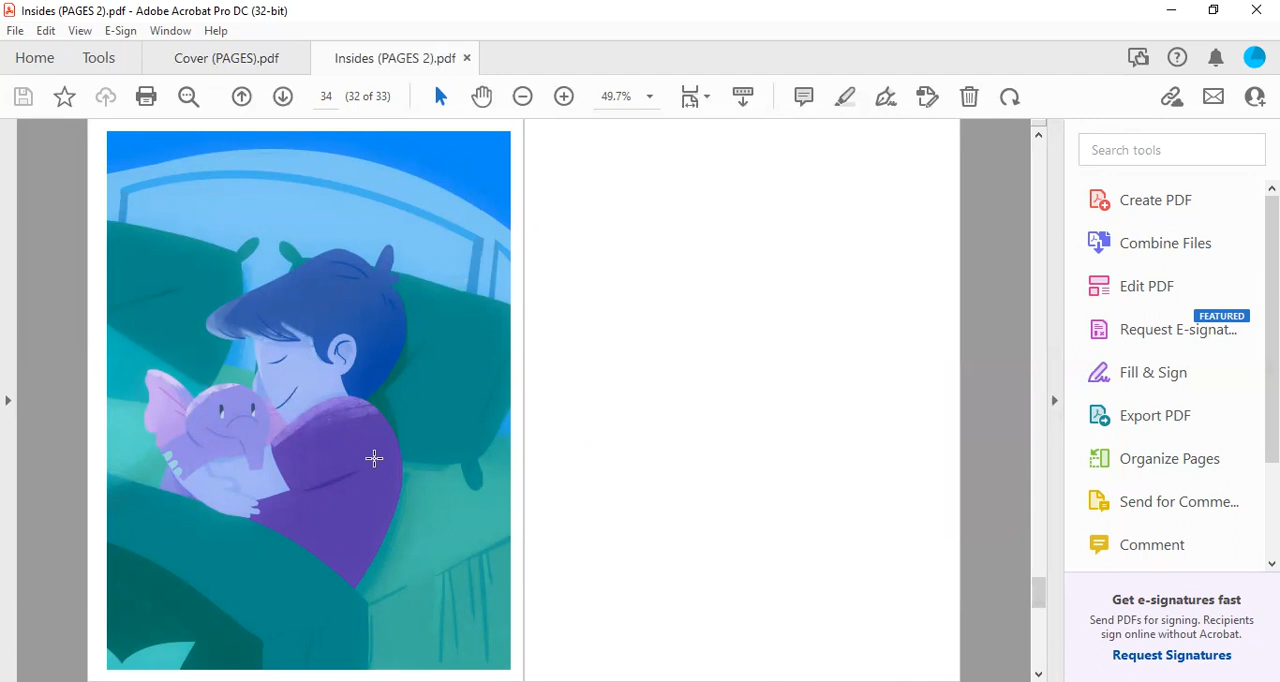 Insides (PAGES 2).pdf - Adobe Acrobat Pro DC (32-bit)
File Edit View E-Sign Window Help
Home Tools Cover (PAGES).pdf Insides (PAGES 2).pdf ×
34 (32 of 33) 49.7%
Search tools
Create PDF
Combine Files
Edit PDF
FEATURED
Request E-signat...
Fill & Sign
Export PDF
Organize Pages
Send for Comme...
Comment
Get e-signatures fast
Send PDFs for signing. Recipients
sign online without Acrobat.
Request Signatures